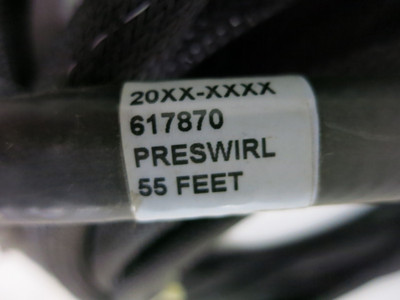 20XX-XXXX
617870
PRESWIRL
55 FEET